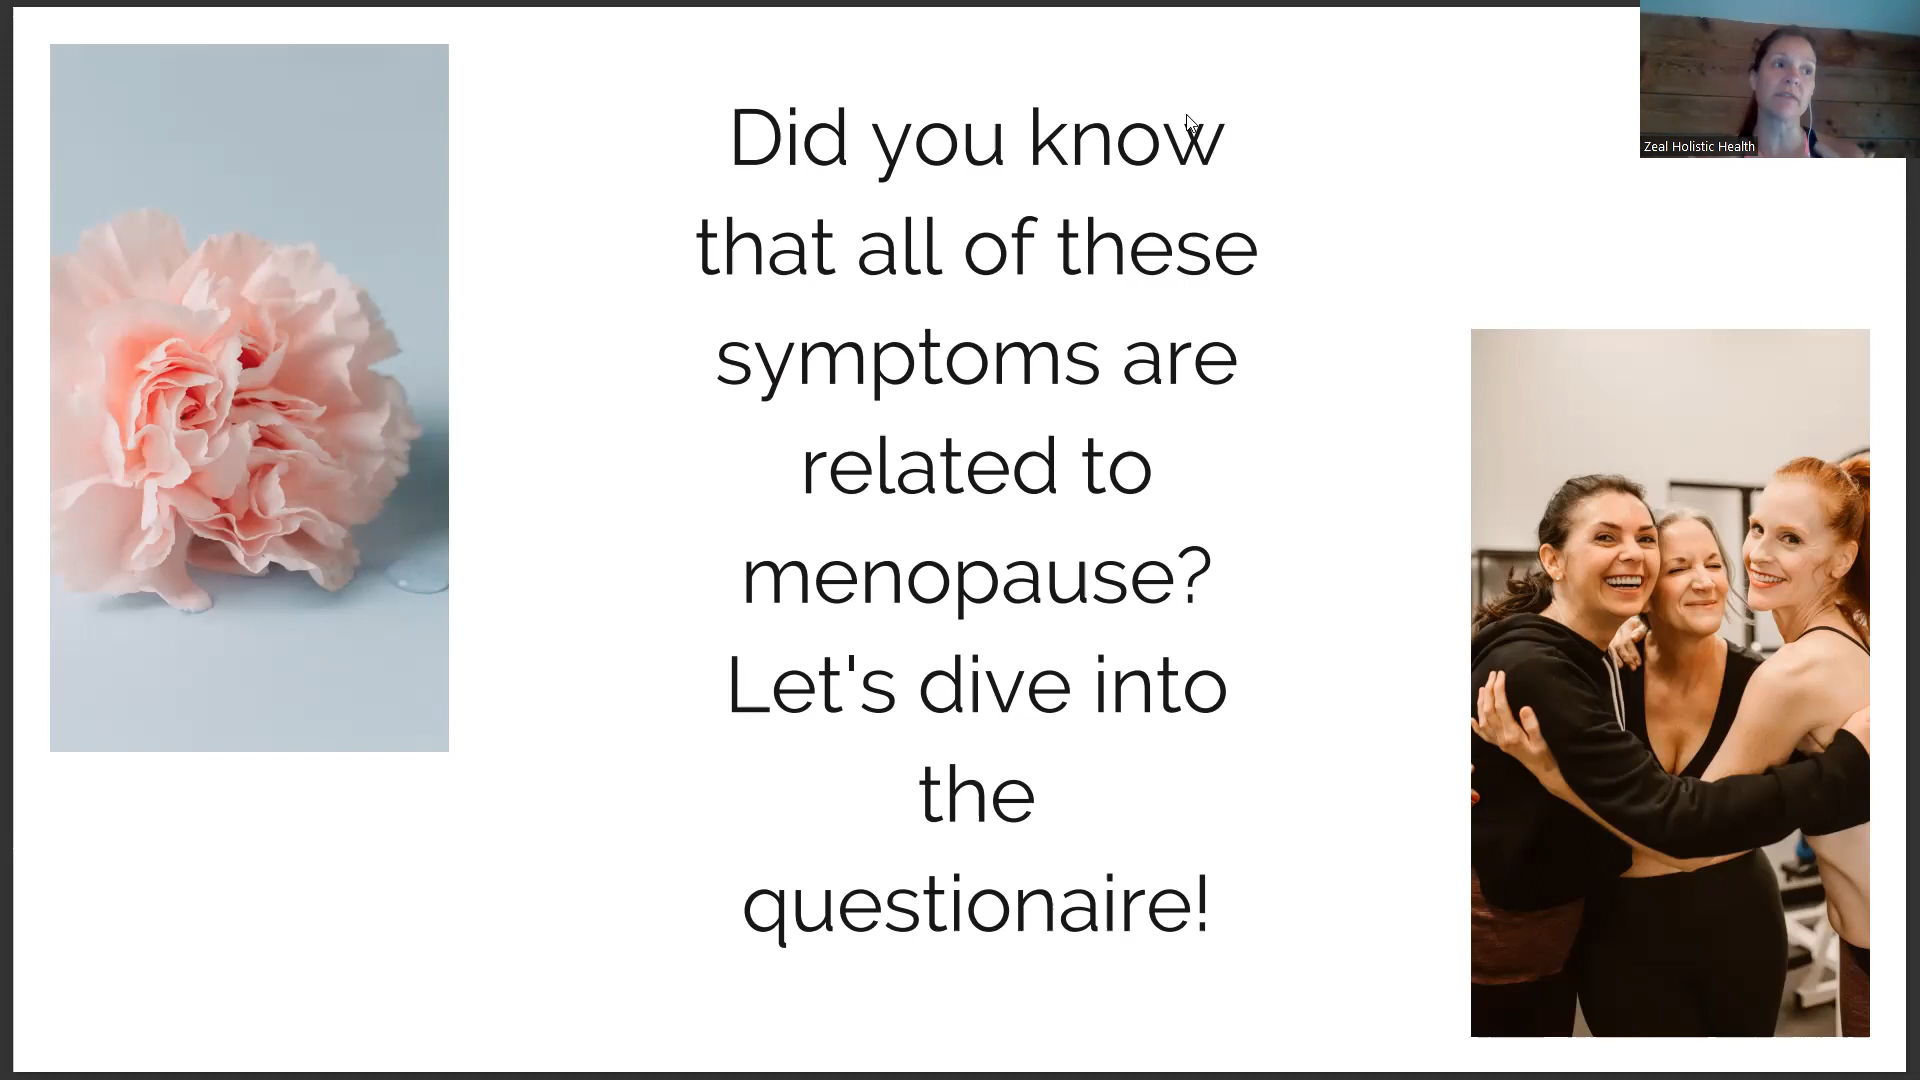 Did you know
that all of these
symptoms are
related to
menopause?
Let's dive into
the
questionaire!
Zeal Holistic Health